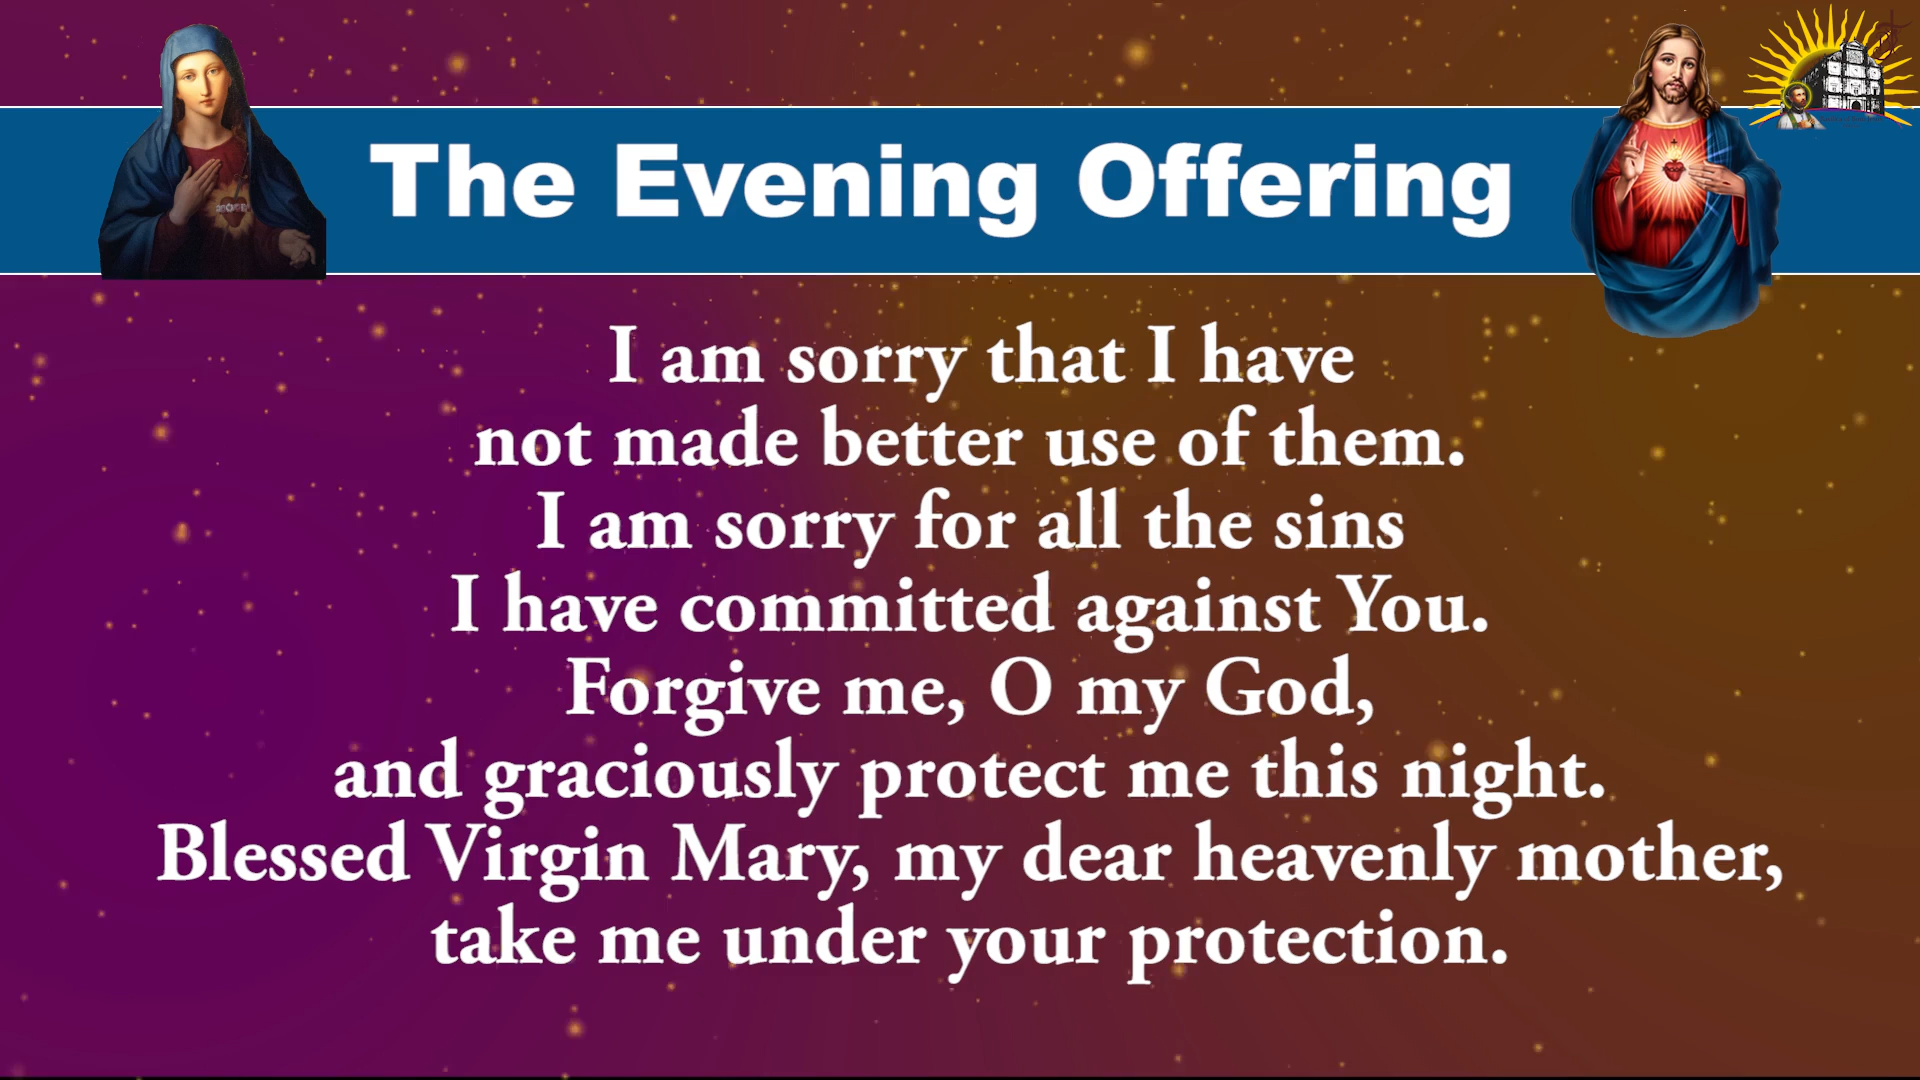 The Evening Offering
I am sorry that I have
not made better use of them.
I am sorry for all the sins
I have committed against You.
Forgive me, O my God,
and graciously protect me this night.
Blessed Virgin Mary, my dear heavenly mother,
take me under your protection.